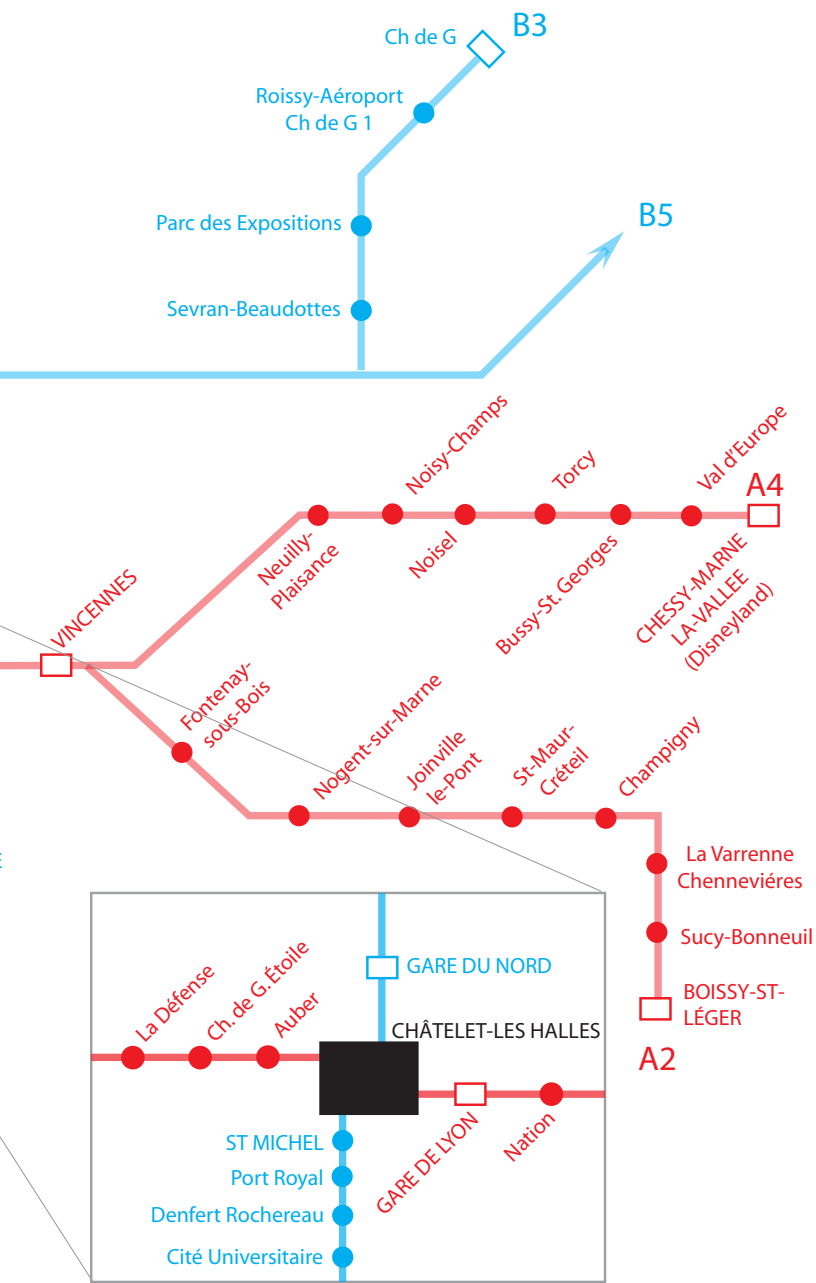 Ch de G
B3
Roissy-Aéroport
Ch de G 1
Parc des Expositions
B5
Sevran-Beaudottes
Noisy-Champs
Torcy
Val d'Europe
A4
Neuilly-
Plaisance
Noisel
Bussy-St. Georges
CHESSY-MARNE
LA-VALLEE
(Disneyland)
VINCENNES
Fontenay-
sous-Bois
Nogent-sur-Marne
Joinville
le-Pont
St-Maur-
Créteil
Champigny
La Varrenne
Chenneviéres
Sucy-Bonneuil
BOISSY-ST-
LÉGER
A2
GARE DU NORD
La Défense
Ch. de G. Étoile
Auber
CHÂTELET-LES HALLES
ST MICHEL
Port Royal
Denfert Rochereau
Cité Universitaire
GARE DE LYON
Nation